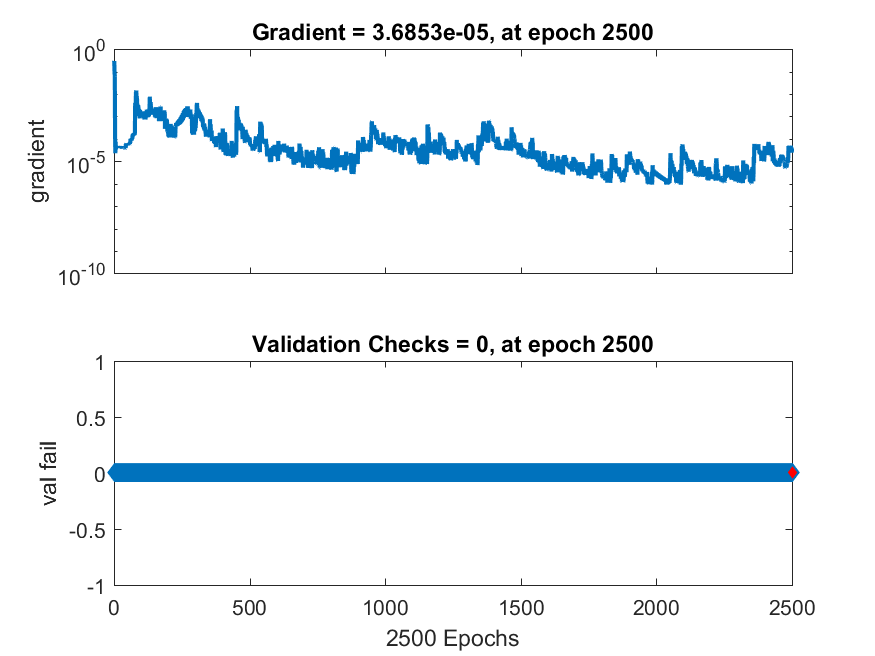 Gradient = 3.6853e-05, at epoch 2500
10^0
10^-5
10^-10
gradient
Validation Checks = 0, at epoch 2500
1
0.5
0
-0.5
-1
val fail
0 500 1000 1500 2000 2500
2500 Epochs